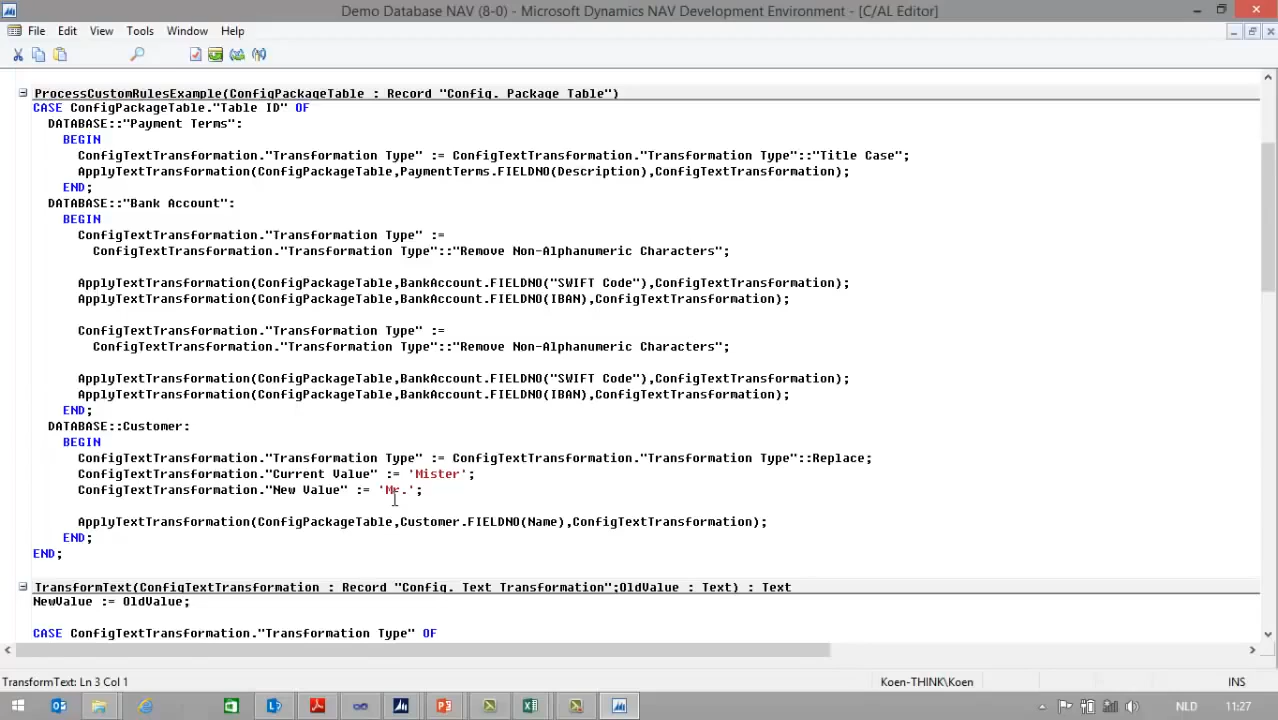 Demo Database NAV (8-0) - Microsoft Dynamics NAV Development Environment - [C/AL Editor]
File Edit View Tools Window Help
ProcessCustomRulesExample(ConfigPackageTable : Record "Config. Package Table")
CASE ConfigPackageTable."Table ID" OF
DATABASE::"Payment Terms":
BEGIN
ConfigTextTransformation."Transformation Type" := ConfigTextTransformation."Transformation Type"::"Title Case";
ApplyTextTransformation(ConfigPackageTable,PaymentTerms.FIELDNO(Description),ConfigTextTransformation);
END;
DATABASE::"Bank Account":
BEGIN
ConfigTextTransformation."Transformation Type" :=
ConfigTextTransformation."Transformation Type"::"Remove Non-Alphanumeric Characters";
ApplyTextTransformation(ConfigPackageTable,BankAccount.FIELDNO("SWIFT Code"),ConfigTextTransformation);
ApplyTextTransformation(ConfigPackageTable,BankAccount.FIELDNO(IBAN),ConfigTextTransformation);
ConfigTextTransformation."Transformation Type" :=
ConfigTextTransformation."Transformation Type"::"Remove Non-Alphanumeric Characters";
ApplyTextTransformation(ConfigPackageTable,BankAccount.FIELDNO("SWIFT Code"),ConfigTextTransformation);
ApplyTextTransformation(ConfigPackageTable,BankAccount.FIELDNO(IBAN),ConfigTextTransformation);
END;
DATABASE::Customer:
BEGIN
ConfigTextTransformation."Transformation Type" := ConfigTextTransformation."Transformation Type"::Replace;
ConfigTextTransformation."Current Value" := 'Mister';
ConfigTextTransformation."New Value" := 'Mr.';
ApplyTextTransformation(ConfigPackageTable,Customer.FIELDNO(Name),ConfigTextTransformation);
END;
END;
TransformText(ConfigTextTransformation : Record "Config. Text Transformation";OldValue : Text) : Text
NewValue := OldValue;
CASE ConfigTextTransformation."Transformation Type" OF
TransformText: Ln 3 Col 1 Koen-THINK\Koen INS
NLD 11:27